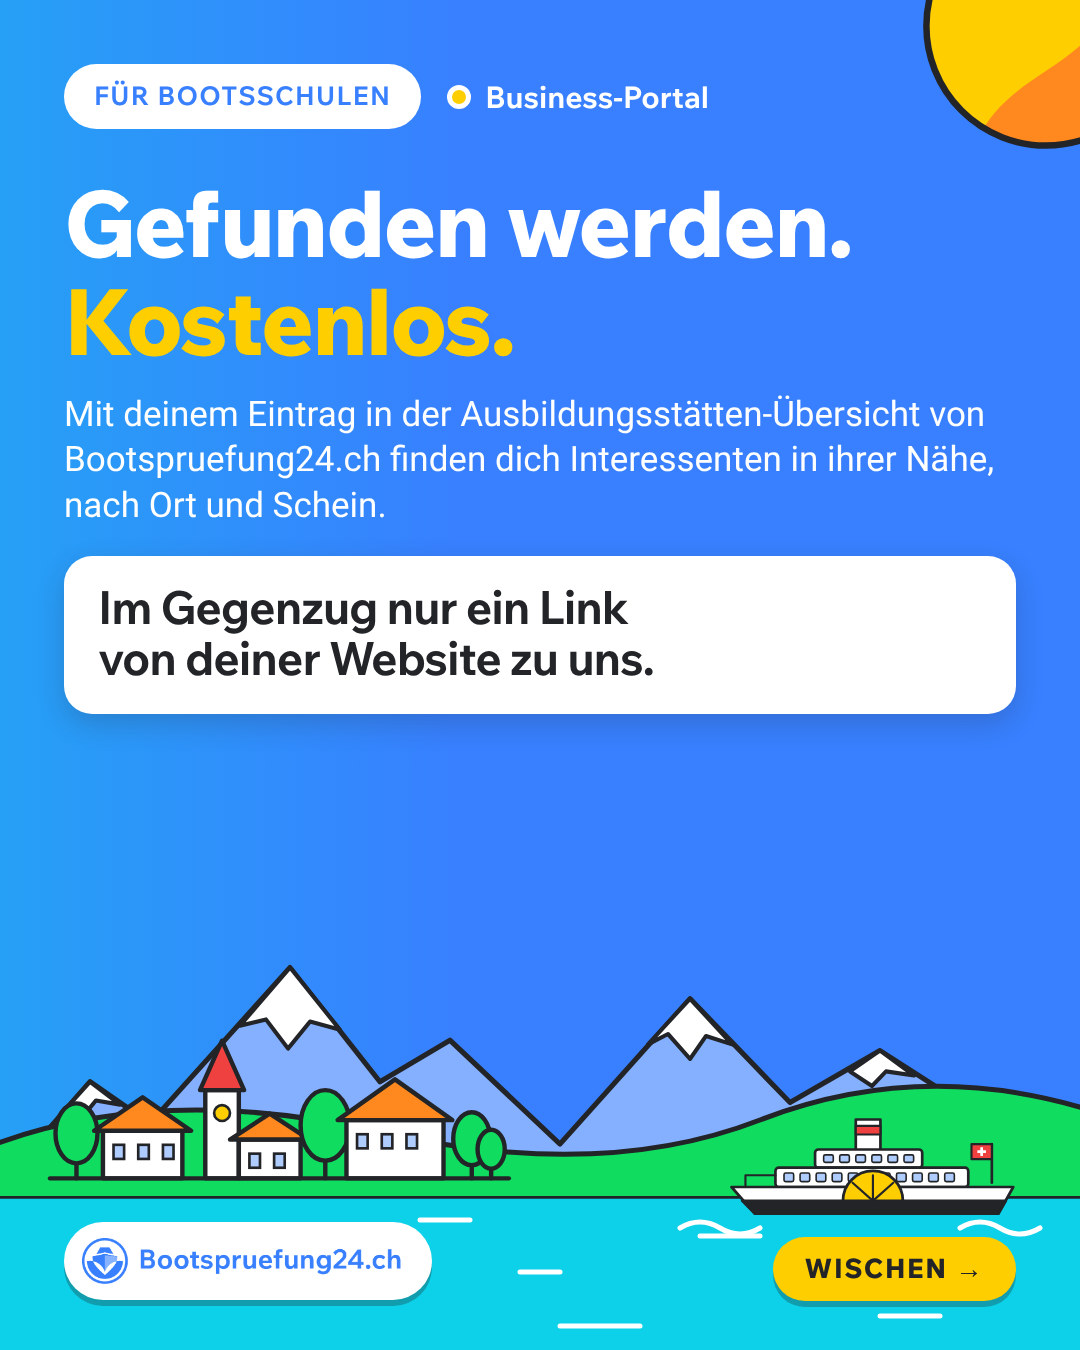 FÜR BOOTSSCHULEN
Business-Portal
Gefunden werden.
Kostenlos.
Mit deinem Eintrag in der Ausbildungsstätten-Übersicht von
Bootspruefung24.ch finden dich Interessenten in ihrer Nähe,
nach Ort und Schein.
Im Gegenzug nur ein Link
von deiner Website zu uns.
Bootspruefung24.ch
WISCHEN →